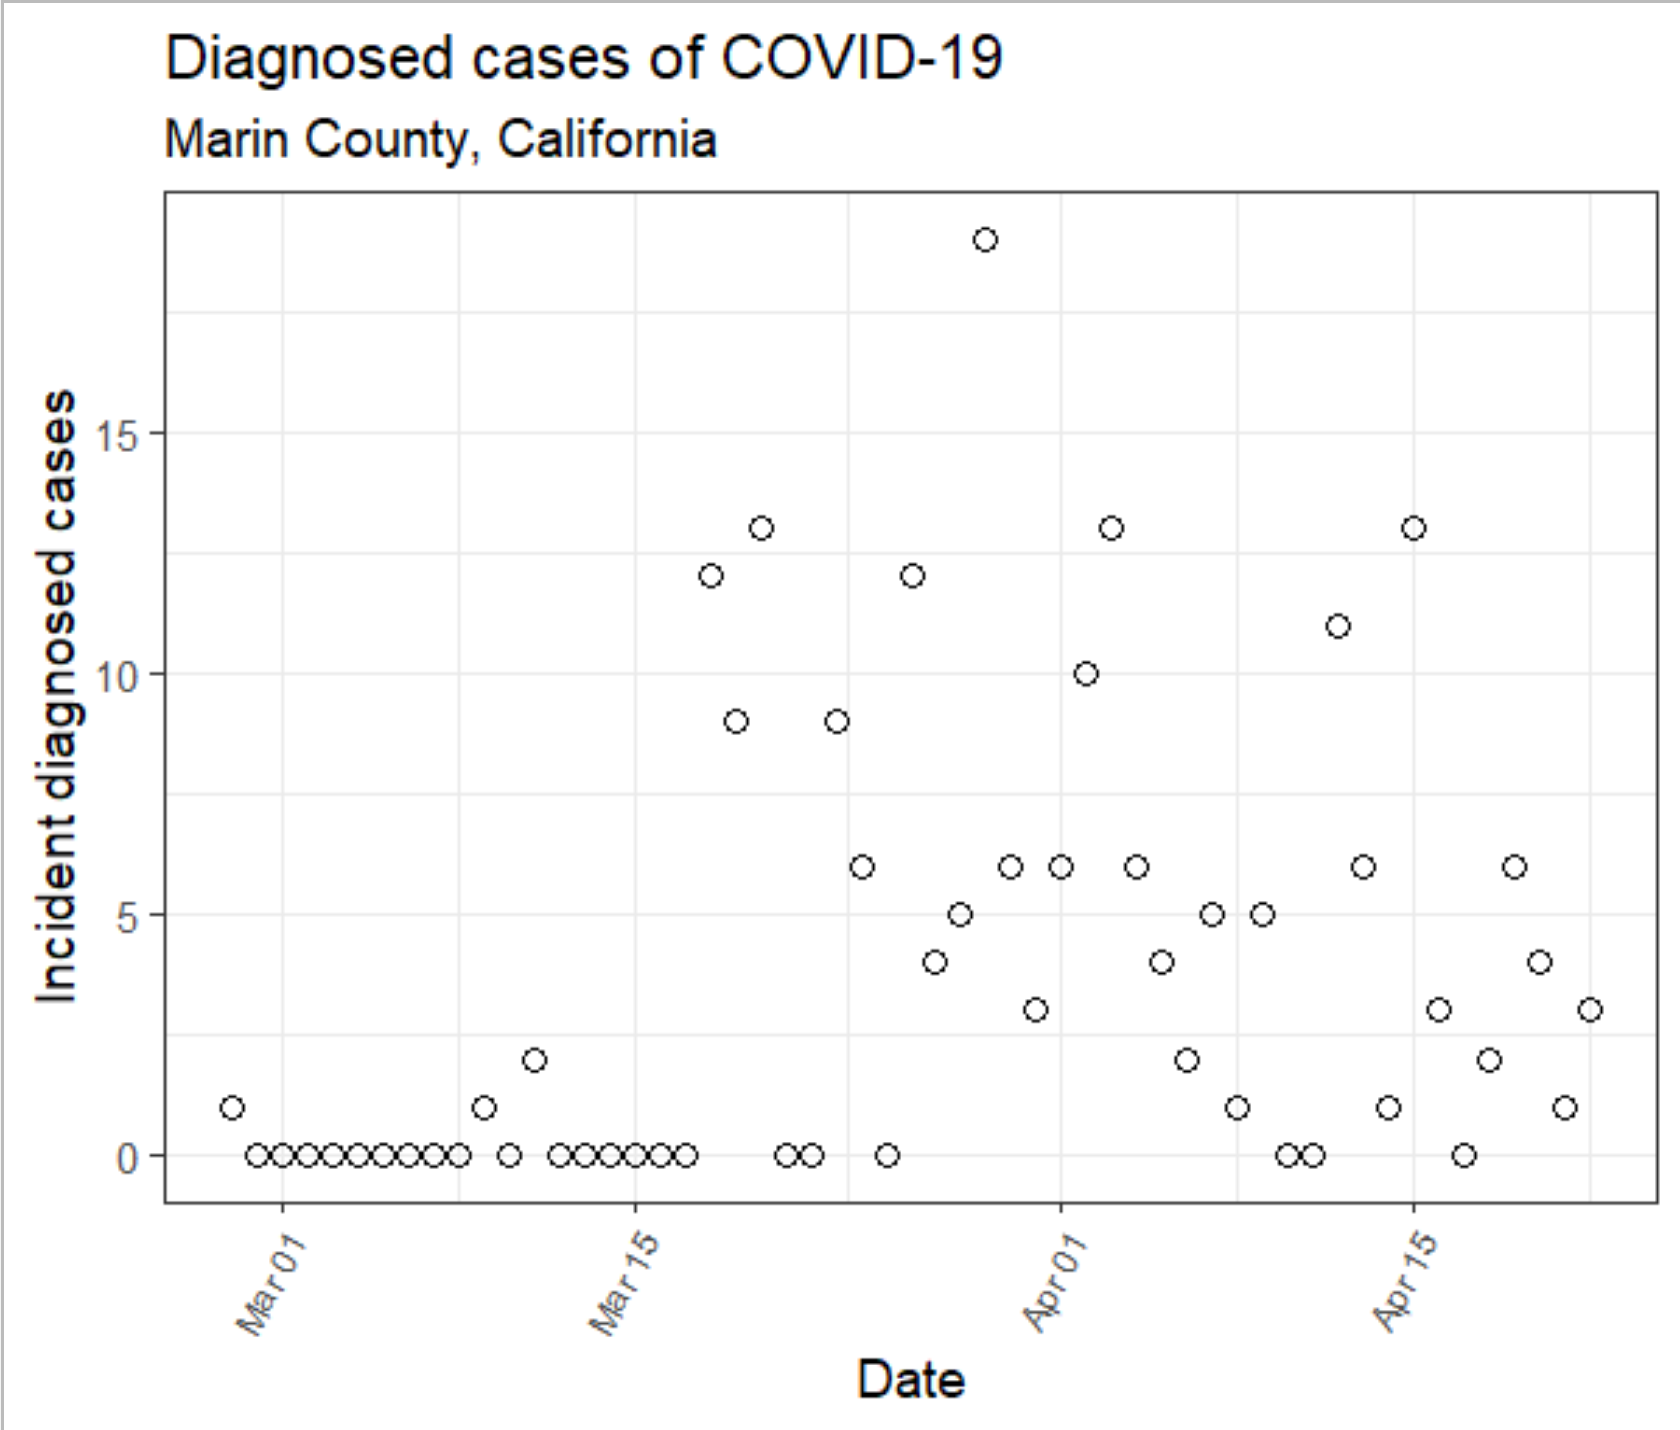 Diagnosed cases of COVID-19
Marin County, California
Incident diagnosed cases
15
10
5
0
Mar 01
Mar 15
Apr 01
Apr 15
Date